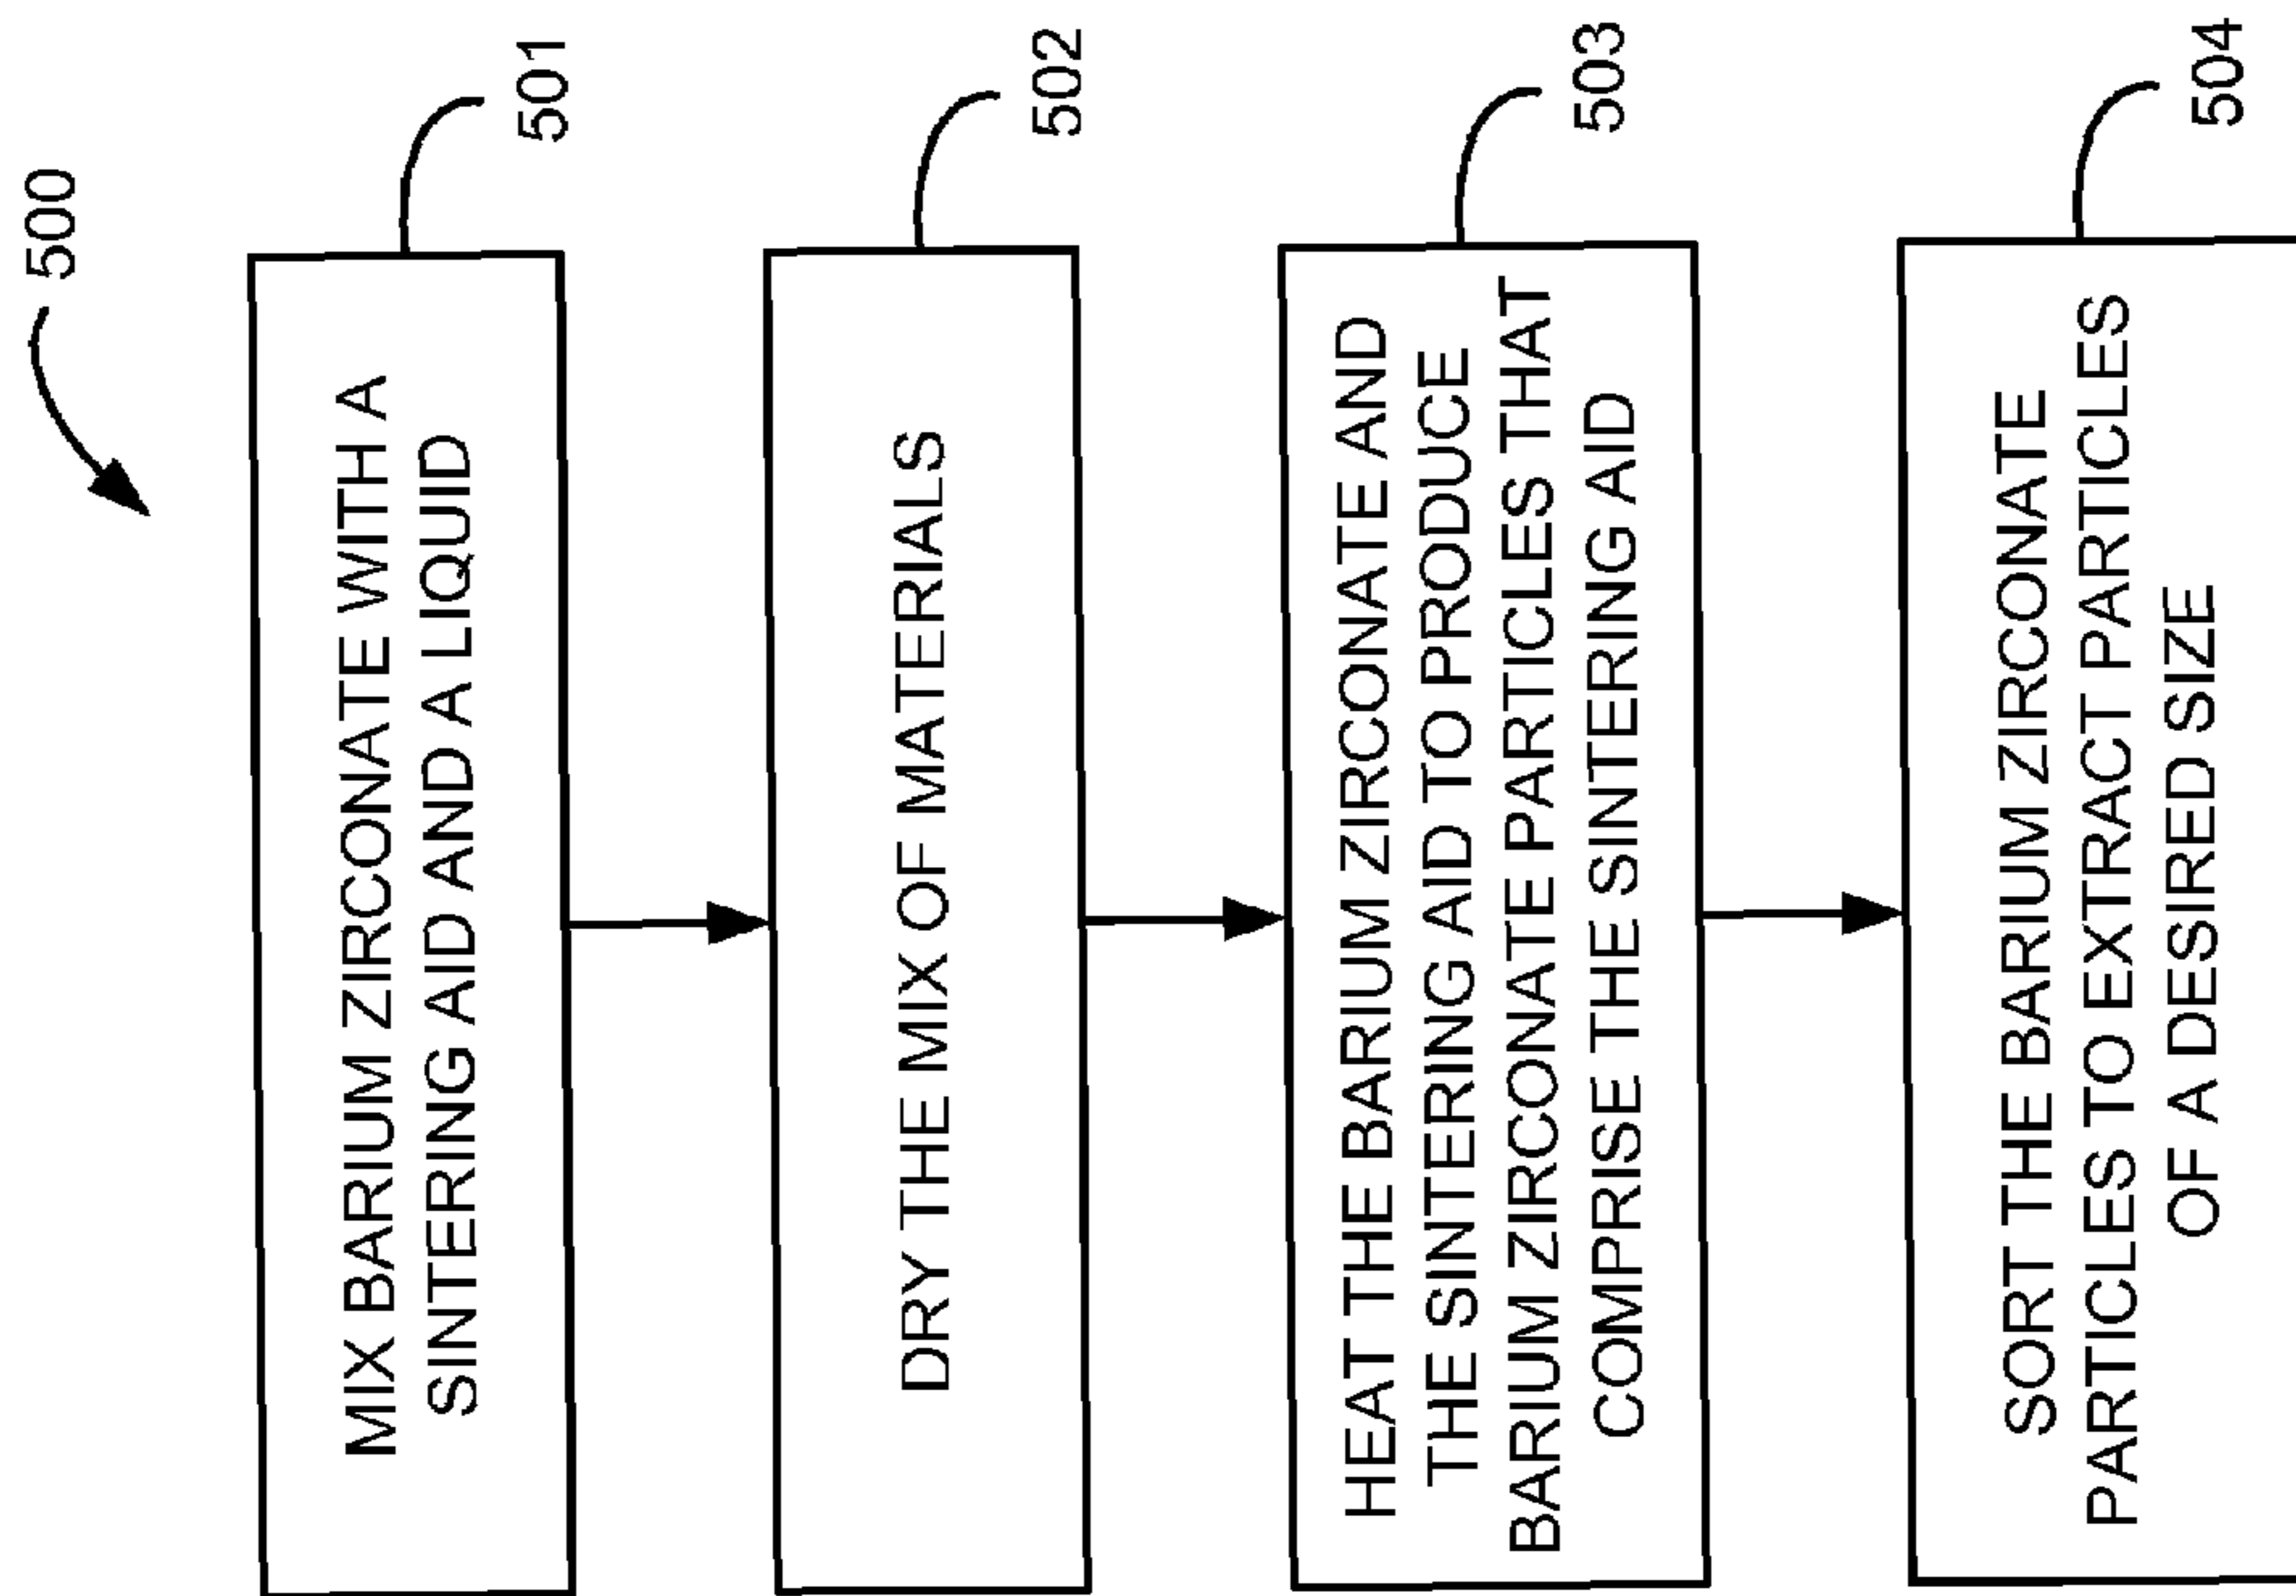 500
MIX BARIUM ZIRCONATE WITH A
SINTERING AID AND A LIQUID
501
DRY THE MIX OF MATERIALS
502
HEAT THE BARIUM ZIRCONATE AND
THE SINTERING AID TO PRODUCE
BARIUM ZIRCONATE PARTICLES THAT
COMPRISE THE SINTERING AID
503
SORT THE BARIUM ZIRCONATE
PARTICLES TO EXTRACT PARTICLES
OF A DESIRED SIZE
504